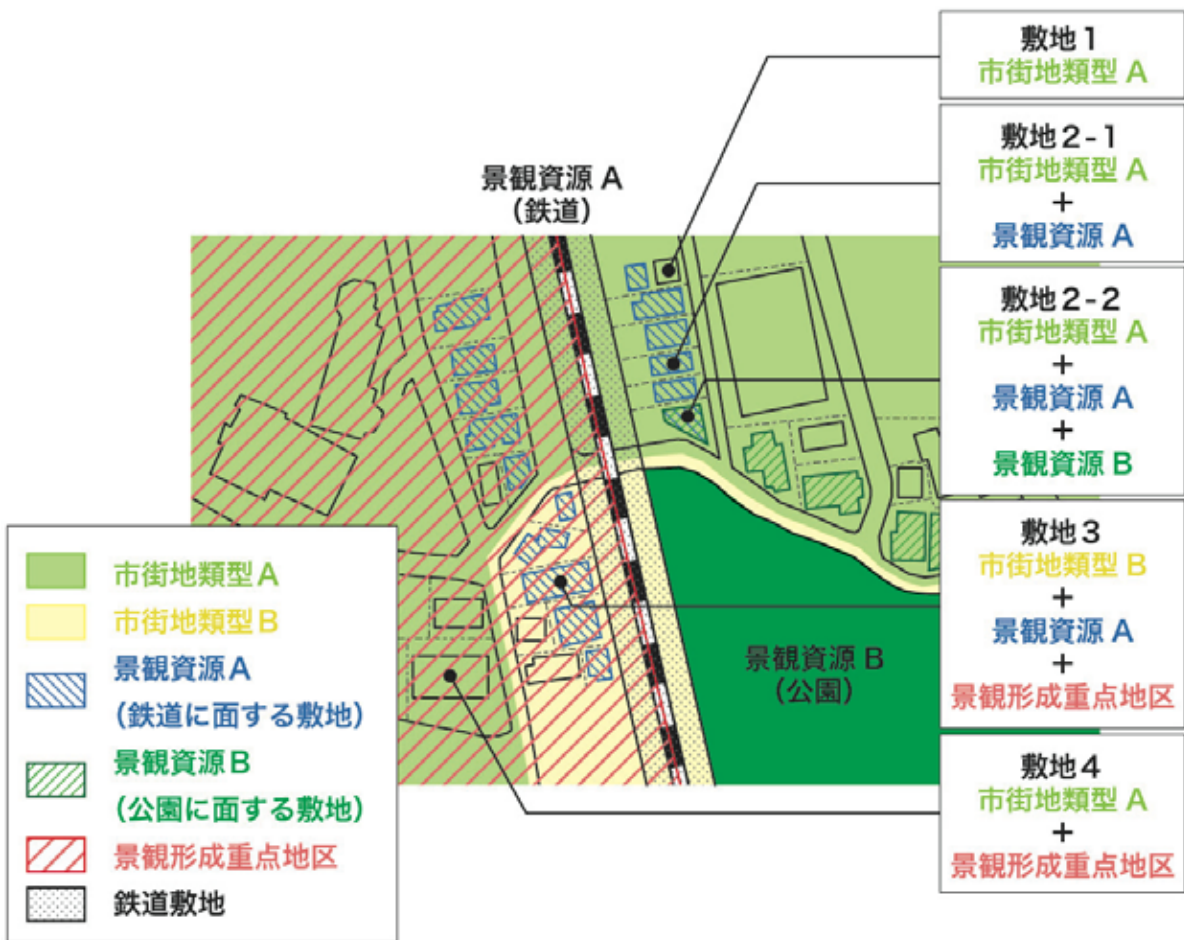 敷地1
市街地類型 A
敷地2-1
市街地類型 A
+
景観資源 A
敷地2-2
市街地類型 A
+
景観資源 A
+
景観資源 B
敷地3
市街地類型 B
+
景観資源 A
+
景観形成重点地区
敷地4
市街地類型 A
+
景観形成重点地区
景観資源 A
(鉄道)
景観資源 B
(公園)
市街地類型A
市街地類型B
景観資源A
(鉄道に面する敷地)
景観資源B
(公園に面する敷地)
景観形成重点地区
鉄道敷地